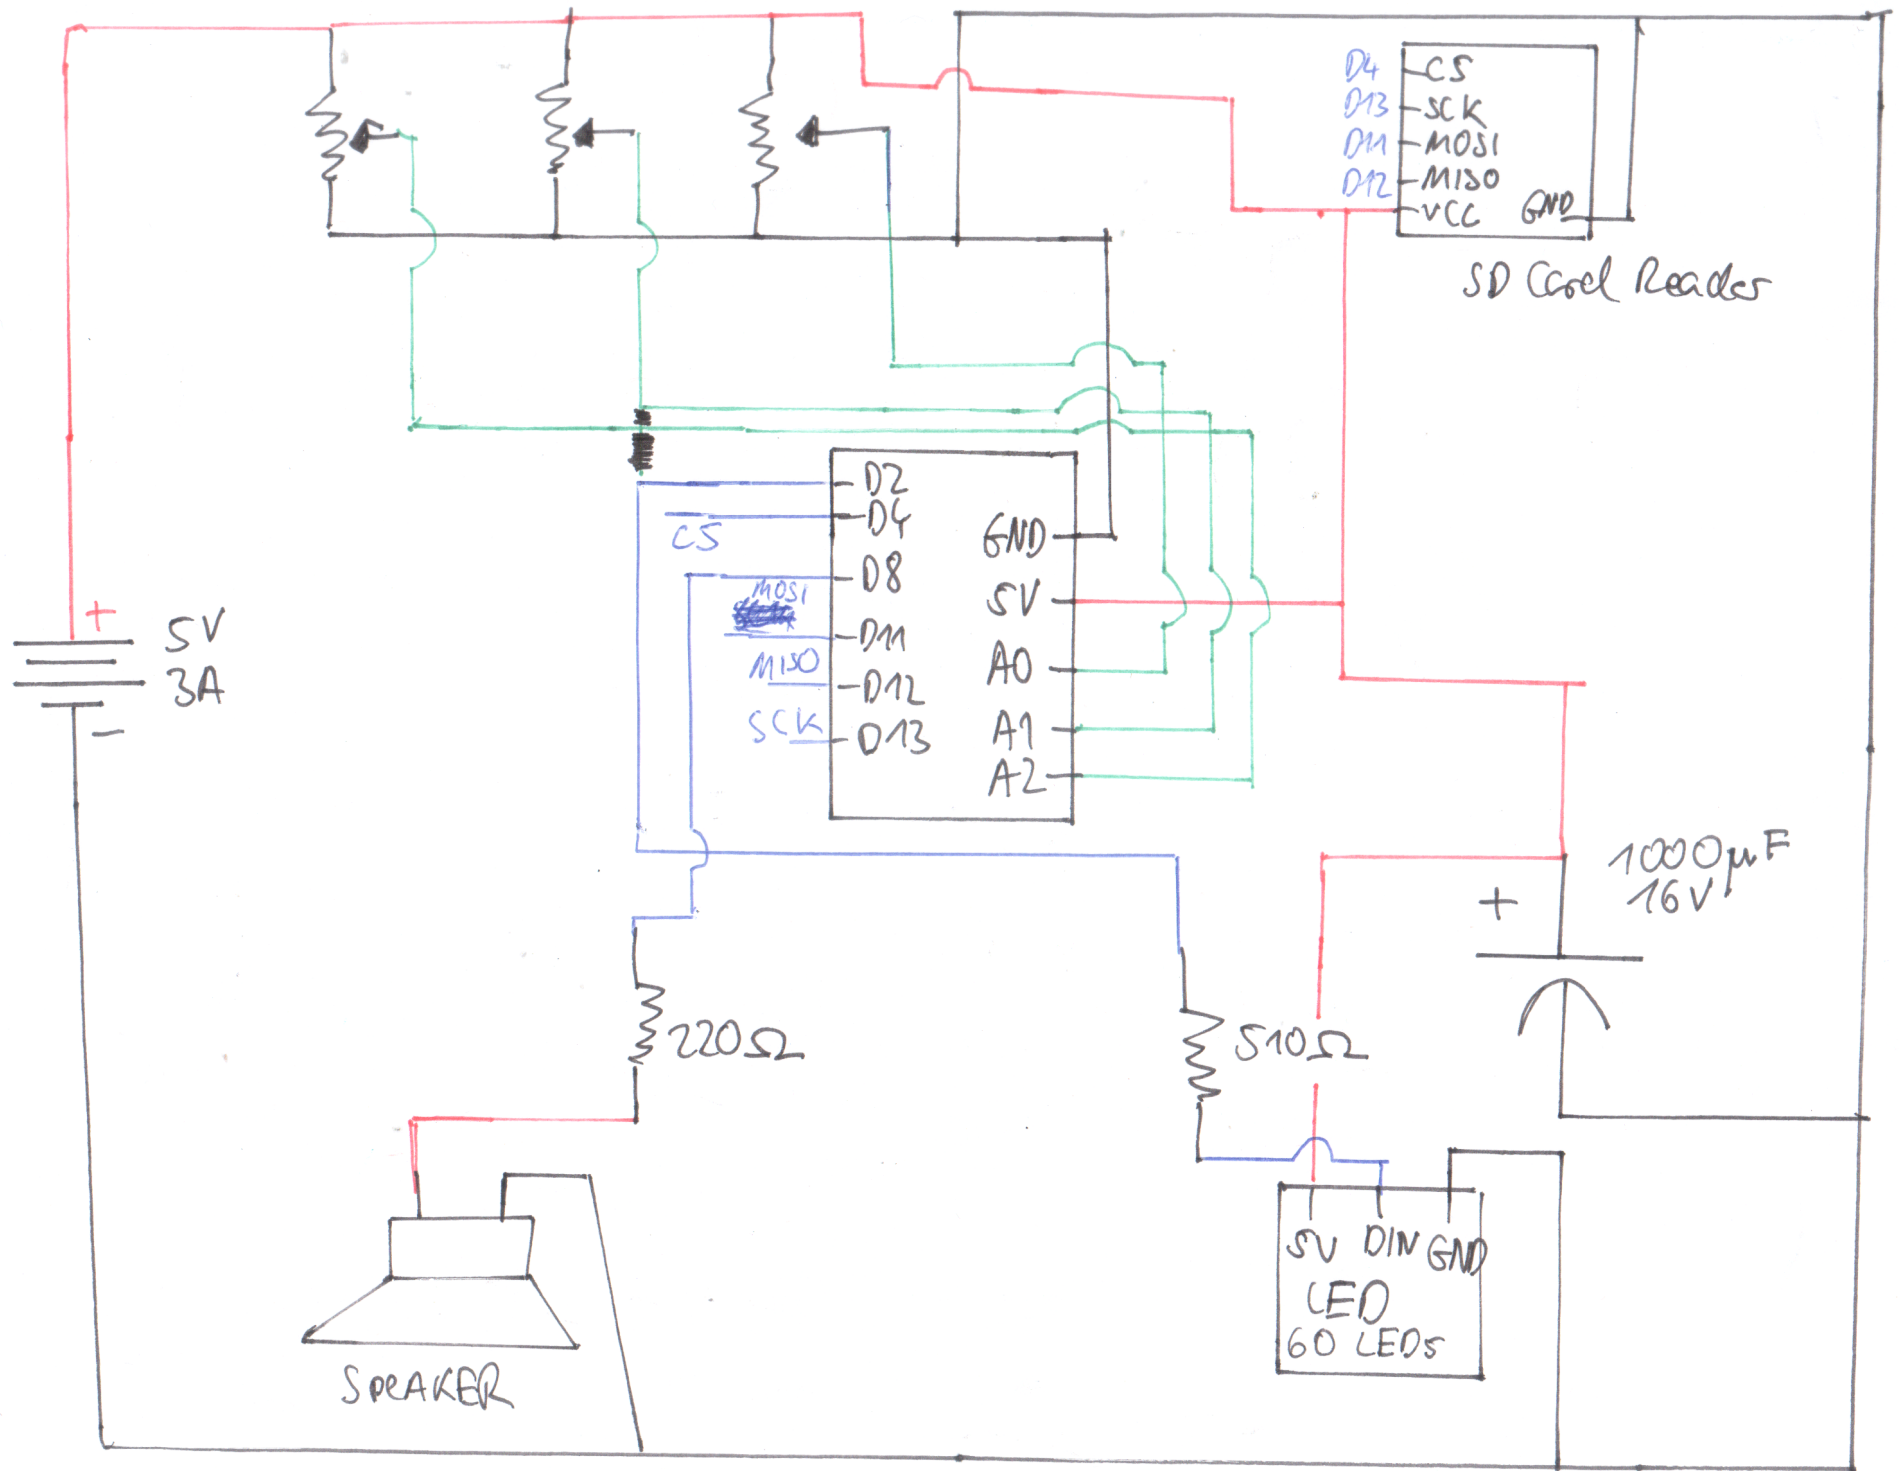 D4 CS
D13 SCK
D11 MOSI
D12 MISO
VCC GND
SD Card Reader
D2
D4
CS
GND
D8
MOSI
5V
D11
MISO
A0
D12
SCK
D13
A1
A2
+
5V
3A
-
1000µF
16V
+
220Ω
510Ω
5V DIN GND
LED
60 LEDs
SPEAKER